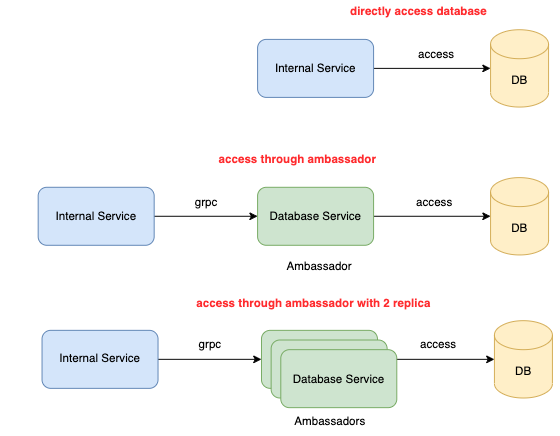 directly access database
Internal Service
access
DB
access through ambassador
Internal Service
grpc
Database Service
access
DB
Ambassador
access through ambassador with 2 replica
Internal Service
grpc
Database Service
access
DB
Ambassadors